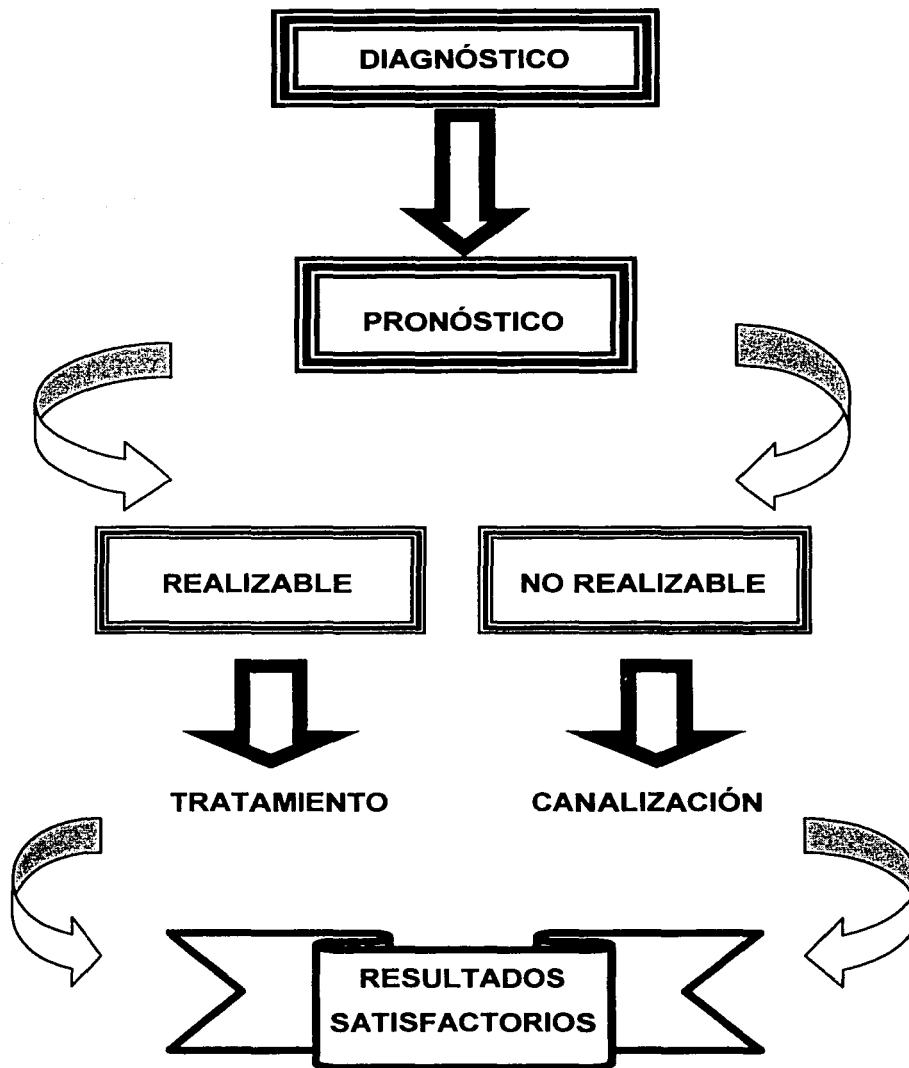 DIAGNÓSTICO
PRONÓSTICO
REALIZABLE
NO REALIZABLE
TRATAMIENTO
CANALIZACIÓN
RESULTADOS
SATISFACTORIOS